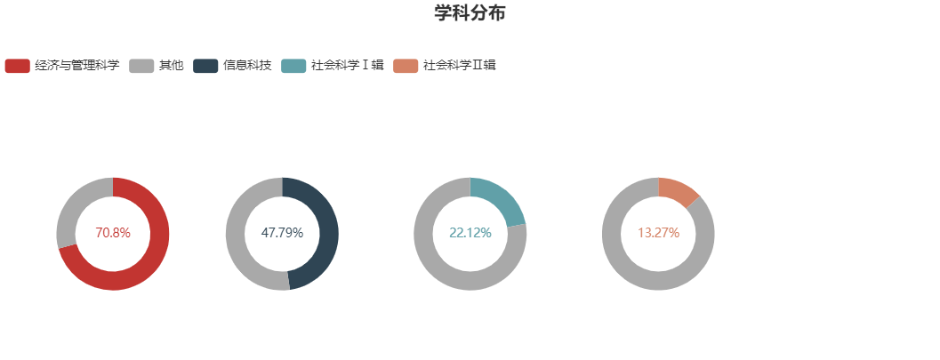 学科分布
经济与管理科学 其他 信息科技 社会科学Ⅰ辑 社会科学Ⅱ辑
70.8% 47.79% 22.12% 13.27%